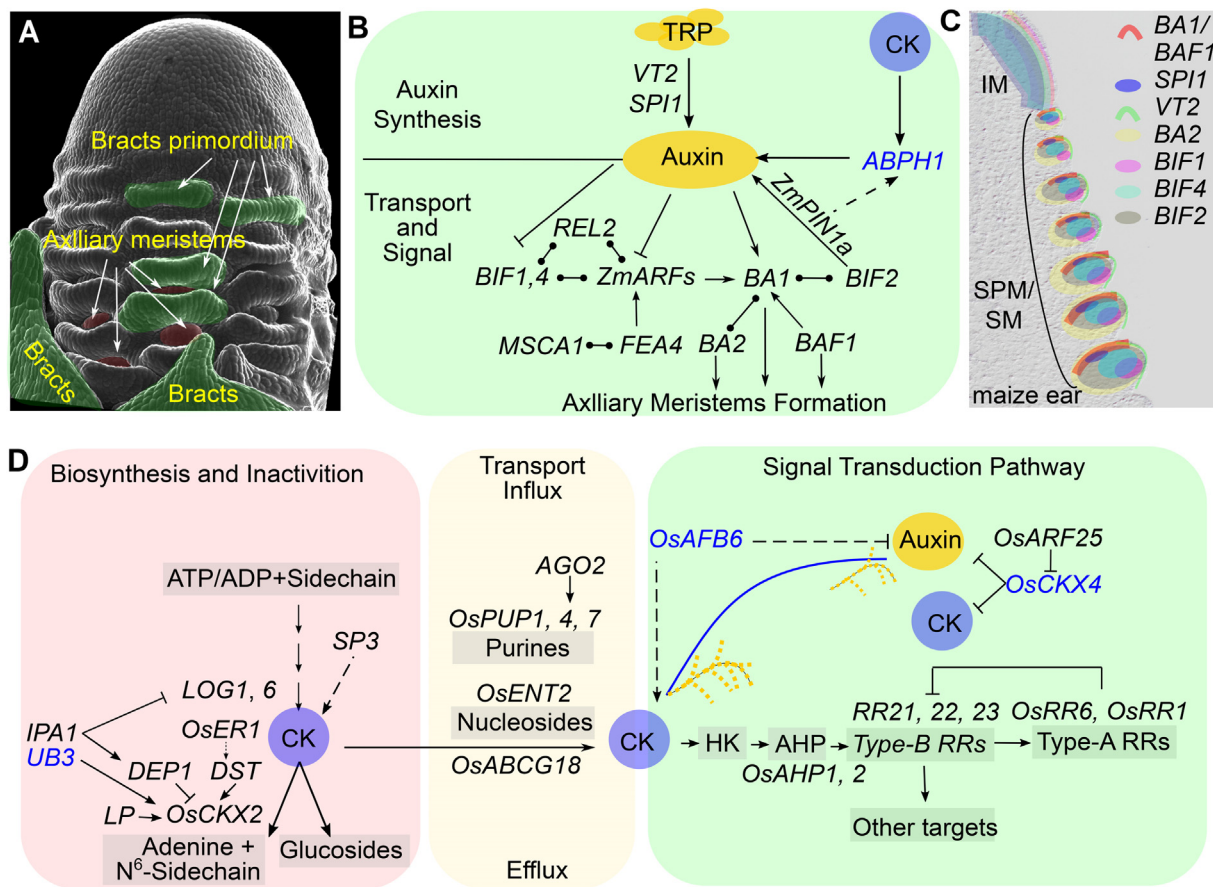 A
Bracts primordium
Axlliary meristems
Bracts
Bracts
B
TRP
CK
VT2
SPI1
Auxin
Synthesis
Auxin
ABPH1
Transport
and
Signal
ZmPIN1a
REL2
BIF1,4
ZmARFs
BA1
BIF2
MSCA1
FEA4
BA2
BAF1
Axlliary Meristems Formation
C
IM
BA1/
BAF1
SPI1
VT2
BA2
BIF1
BIF4
BIF2
SPM/
SM
maize ear
D
Biosynthesis and Inactivition
ATP/ADP+Sidechain
SP3
LOG1, 6
OsER1
CK
IPA1
UB3
DEP1
DST
LP
OsCKX2
Adenine +
N⁶-Sidechain
Glucosides
Transport
Influx
AGO2
OsPUP1, 4, 7
Purines
OsENT2
Nucleosides
OsABCG18
Efflux
Signal Transduction Pathway
OsAFB6
Auxin
OsARF25
OsCKX4
CK
RR21, 22, 23
OsRR6, OsRR1
CK
HK
AHP
Type-B RRs
Type-A RRs
OsAHP1, 2
Other targets